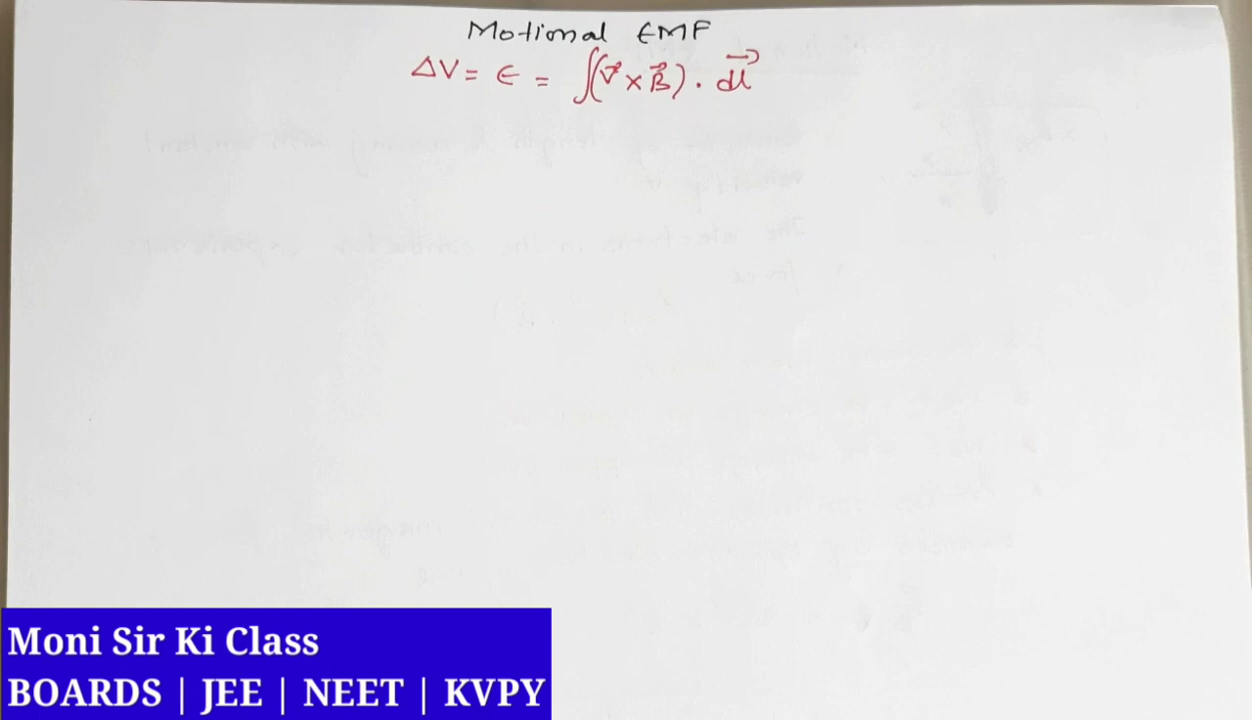 Motional EMF
ΔV = ε = ∫(v⃗ × B⃗) . dl⃗
Moni Sir Ki Class
BOARDS | JEE | NEET | KVPY